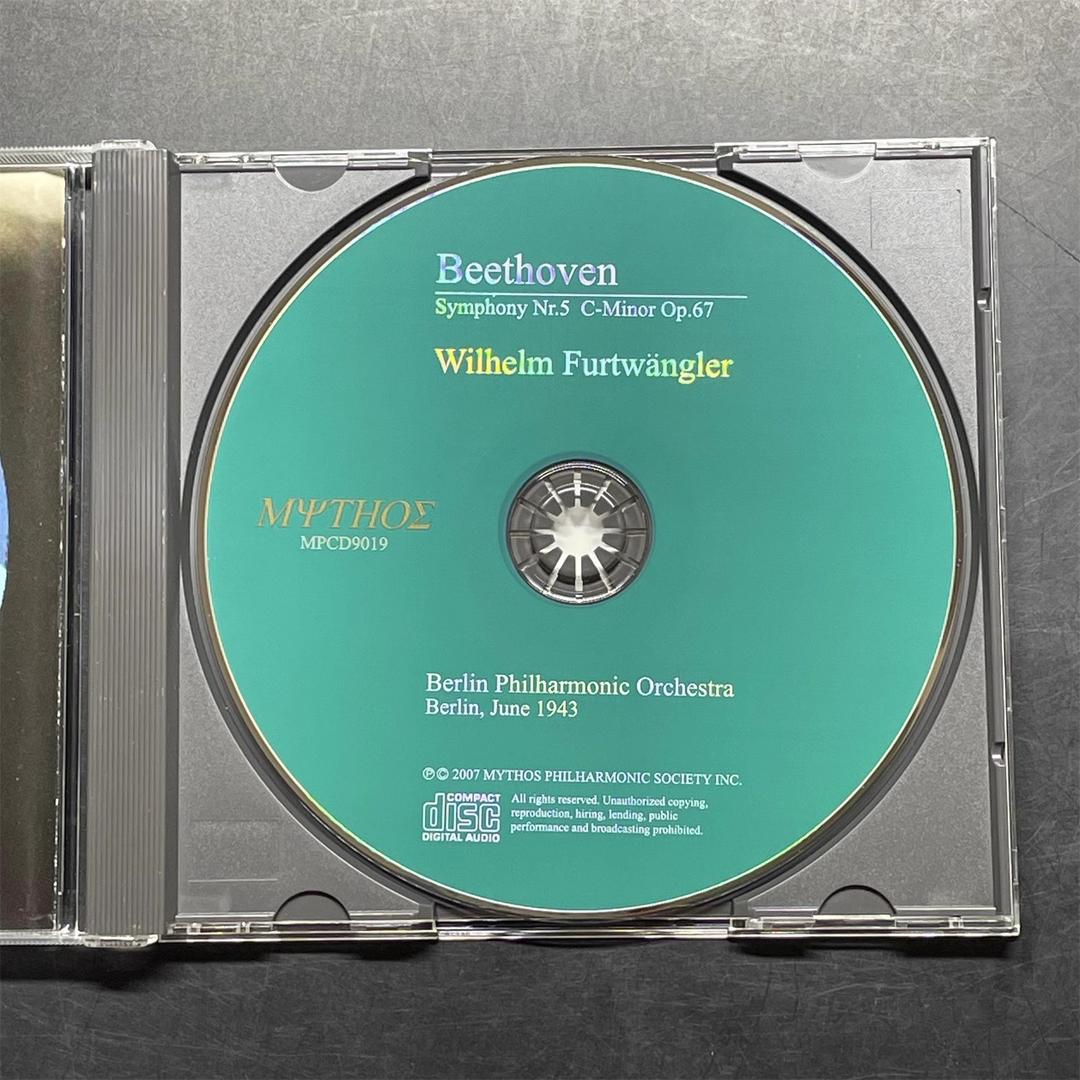 Beethoven
Symphony Nr.5 C-Minor Op.67
Wilhelm Furtwängler
ΜΨTHOΣ
MPCD9019
Berlin Philharmonic Orchestra
Berlin, June 1943
℗© 2007 MYTHOS PHILHARMONIC SOCIETY INC.
COMPACT
disc
DIGITAL AUDIO
All rights reserved. Unauthorized copying,
reproduction, hiring, lending, public
performance and broadcasting prohibited.